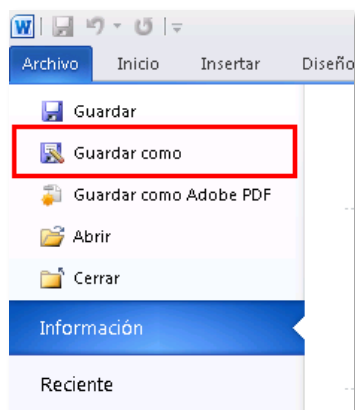 W
Archivo Inicio Insertar Diseño
Guardar
Guardar como
Guardar como Adobe PDF
Abrir
Cerrar
Información
Reciente